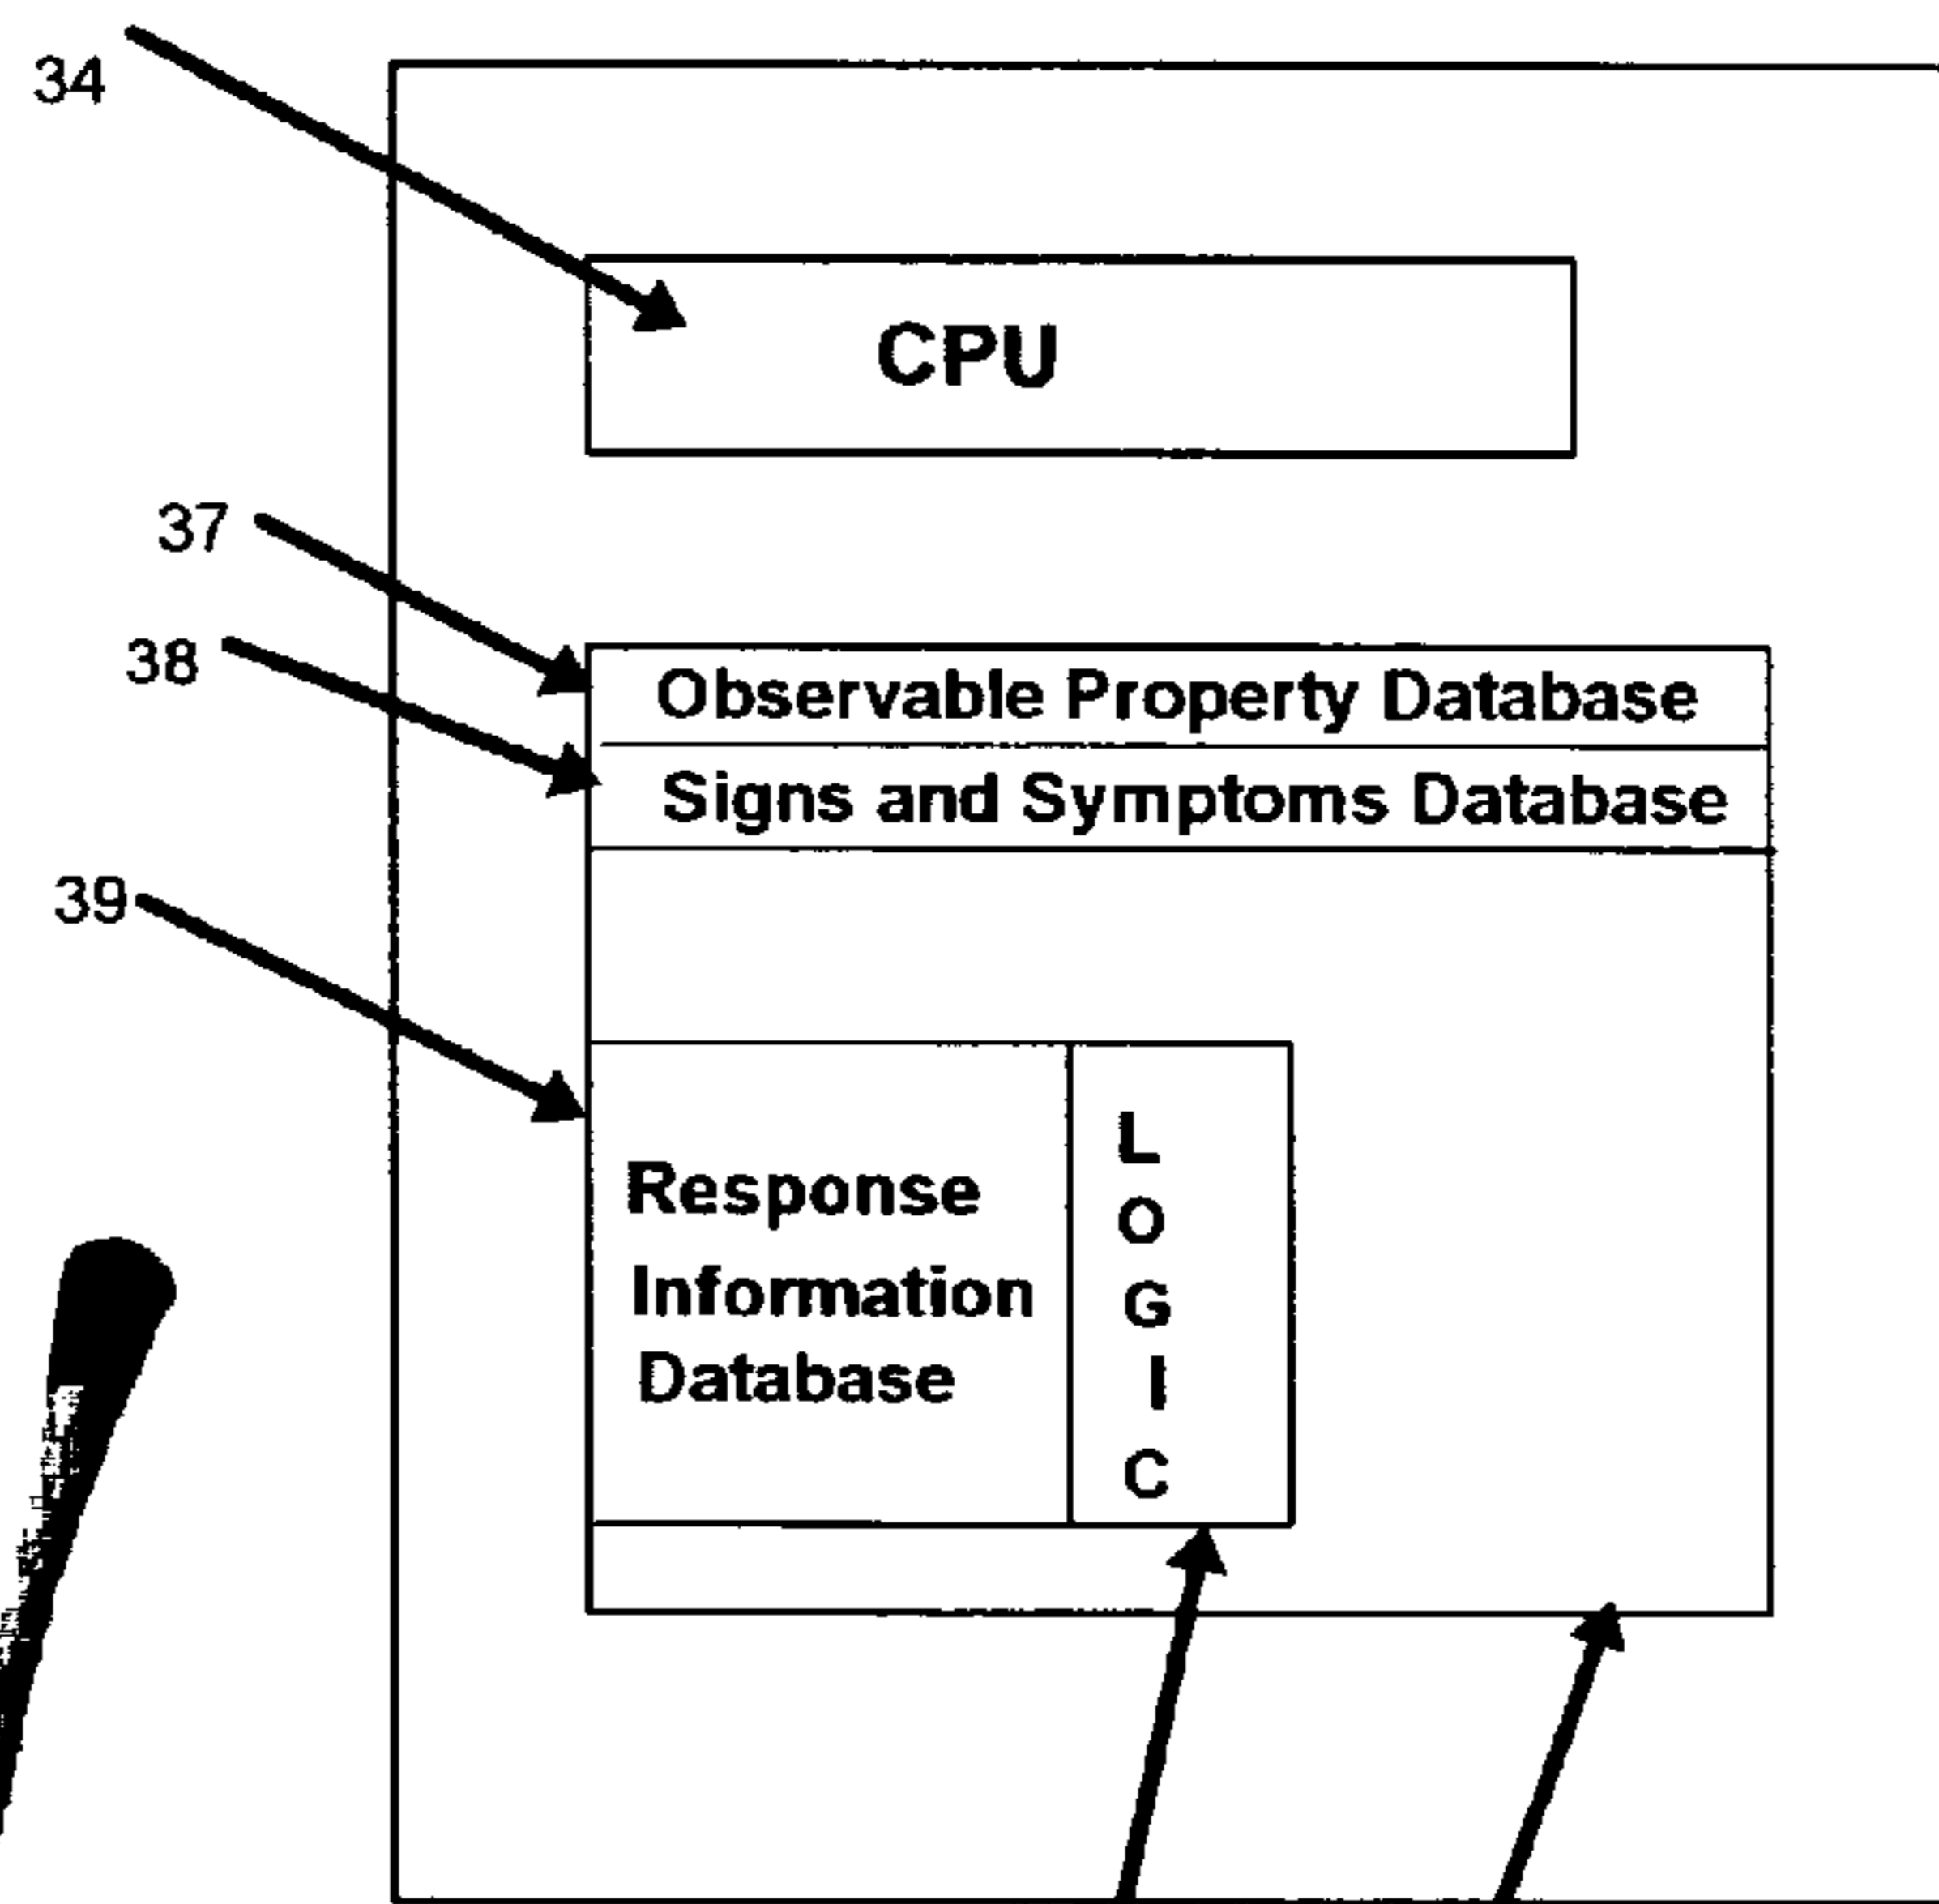 34
CPU
37
Observable Property Database
38
Signs and Symptoms Database
39
Response
Information
Database
L
O
G
I
C